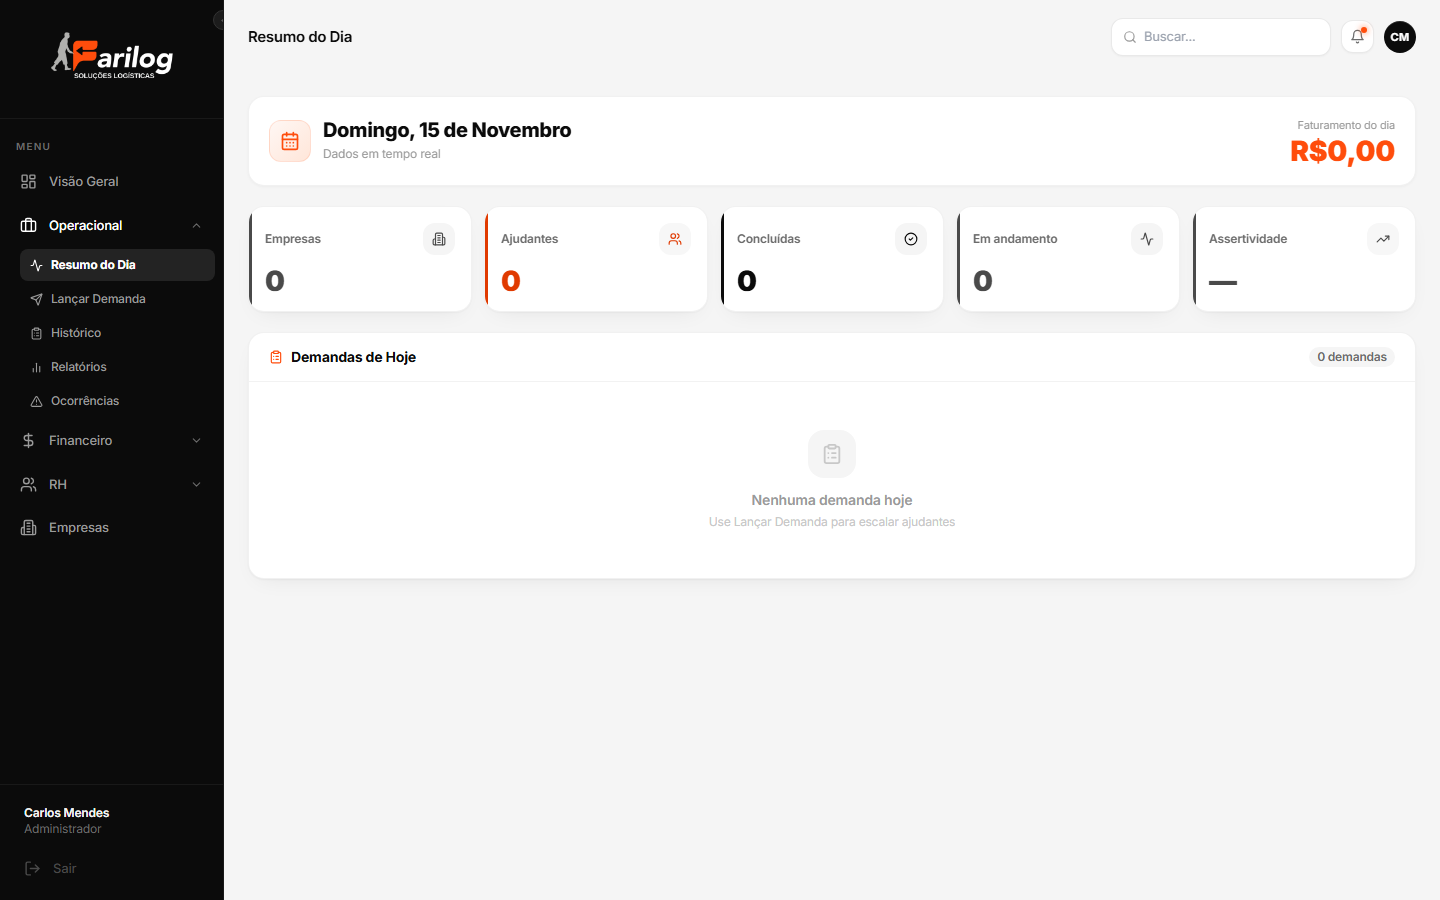 Farilog
SOLUÇÕES LOGÍSTICAS
MENU
Visão Geral
Operacional
Resumo do Dia
Lançar Demanda
Histórico
Relatórios
Ocorrências
Financeiro
RH
Empresas
Carlos Mendes
Administrador
Sair
Resumo do Dia
Buscar...
CM
Domingo, 15 de Novembro
Dados em tempo real
Faturamento do dia
R$0,00
Empresas
0
Ajudantes
0
Concluídas
0
Em andamento
0
Assertividade
—
Demandas de Hoje
0 demandas
Nenhuma demanda hoje
Use Lançar Demanda para escalar ajudantes